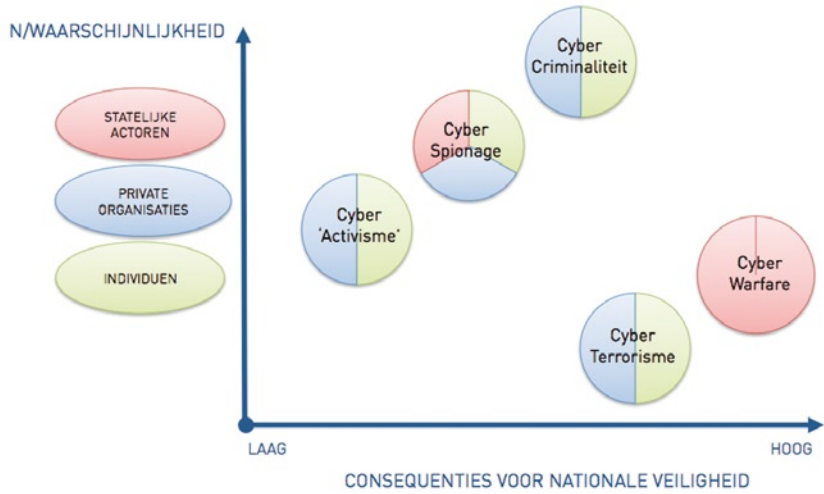 N/WAARSCHIJNLIJKHEID
STATELIJKE
ACTOREN
PRIVATE
ORGANISATIES
INDIVIDUEN
Cyber
Criminaliteit
Cyber
Spionage
Cyber
‘Activisme‘
Cyber
Warfare
Cyber
Terrorisme
LAAG
HOOG
CONSEQUENTIES VOOR NATIONALE VEILIGHEID